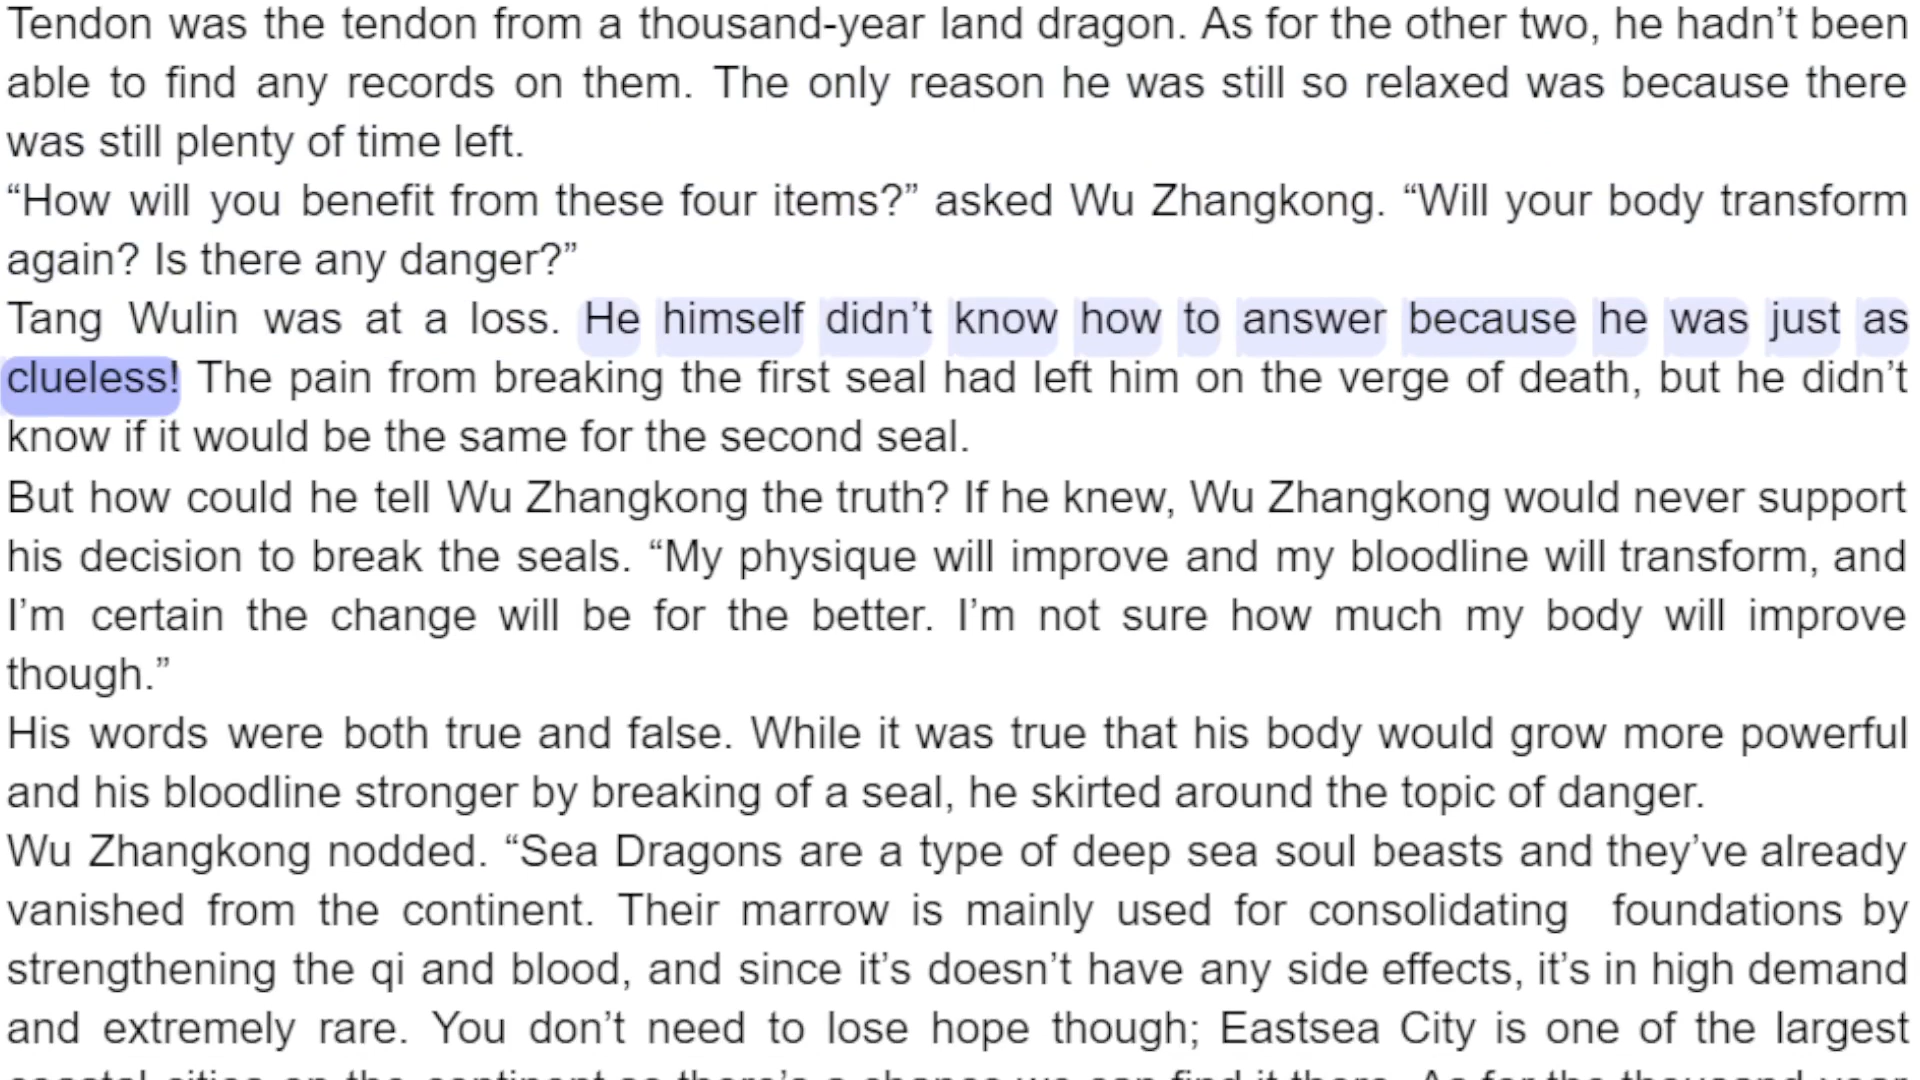 Tendon was the tendon from a thousand-year land dragon. As for the other two, he hadn’t been
able to find any records on them. The only reason he was still so relaxed was because there
was still plenty of time left.
“How will you benefit from these four items?” asked Wu Zhangkong. “Will your body transform
again? Is there any danger?”
Tang Wulin was at a loss. He himself didn’t know how to answer because he was just as
clueless! The pain from breaking the first seal had left him on the verge of death, but he didn’t
know if it would be the same for the second seal.
But how could he tell Wu Zhangkong the truth? If he knew, Wu Zhangkong would never support
his decision to break the seals. “My physique will improve and my bloodline will transform, and
I’m certain the change will be for the better. I’m not sure how much my body will improve
though.”
His words were both true and false. While it was true that his body would grow more powerful
and his bloodline stronger by breaking of a seal, he skirted around the topic of danger.
Wu Zhangkong nodded. “Sea Dragons are a type of deep sea soul beasts and they’ve already
vanished from the continent. Their marrow is mainly used for consolidating foundations by
strengthening the qi and blood, and since it’s doesn’t have any side effects, it’s in high demand
and extremely rare. You don’t need to lose hope though; Eastsea City is one of the largest